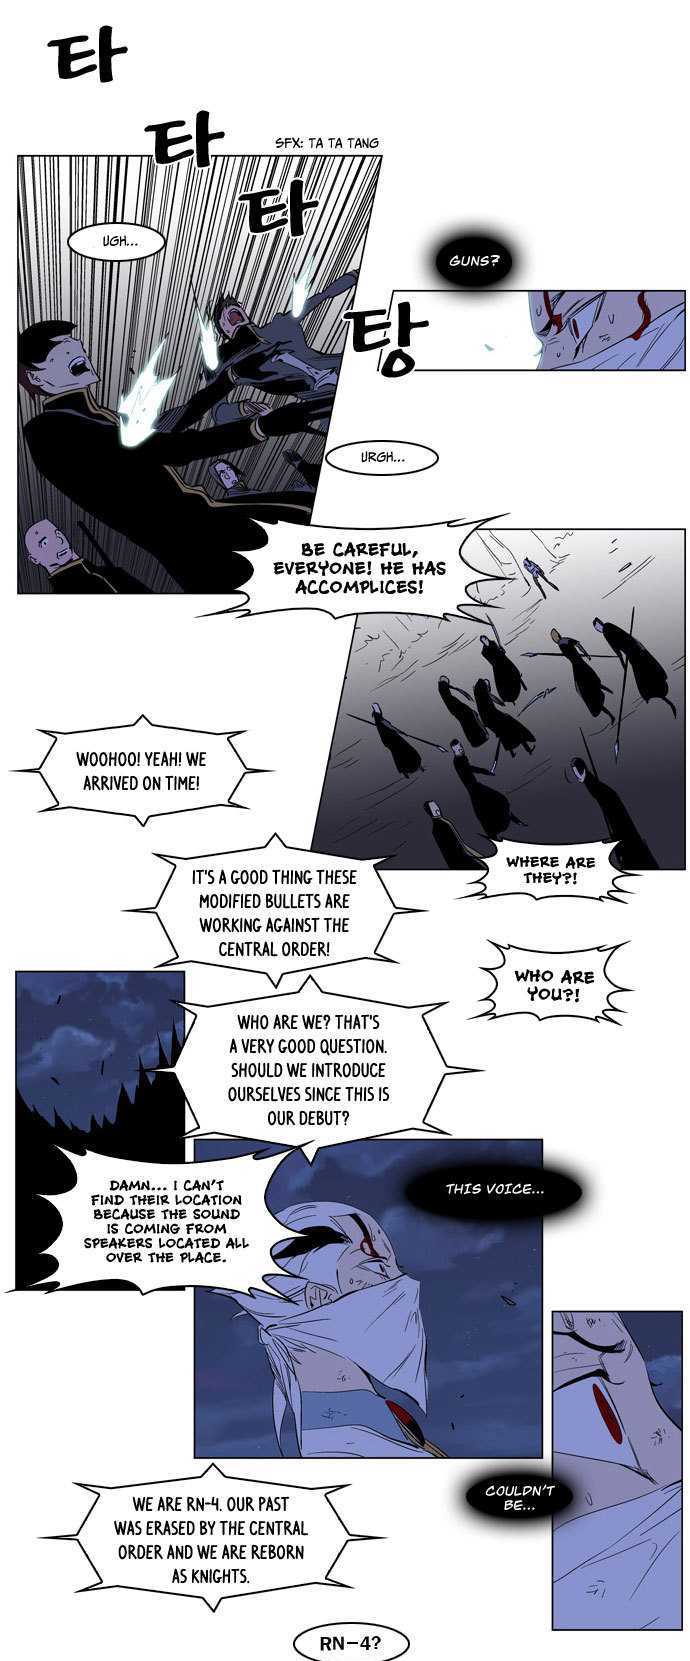 타
타
SFX: TA TA TANG
타
UGH...
GUNS?
탕
URGH...
BE CAREFUL,
EVERYONE! HE HAS
ACCOMPLICES!
WOOHOO! YEAH! WE
ARRIVED ON TIME!
WHERE ARE
THEY?!
IT'S A GOOD THING THESE
MODIFIED BULLETS ARE
WORKING AGAINST THE
CENTRAL ORDER!
WHO ARE
YOU?!
WHO ARE WE? THAT'S
A VERY GOOD QUESTION.
SHOULD WE INTRODUCE
OURSELVES SINCE THIS IS
OUR DEBUT?
DAMN... I CAN'T
FIND THEIR LOCATION
BECAUSE THE SOUND
IS COMING FROM
SPEAKERS LOCATED ALL
OVER THE PLACE.
THIS VOICE...
COULDN'T
BE...
WE ARE RN-4. OUR PAST
WAS ERASED BY THE CENTRAL
ORDER AND WE ARE REBORN
AS KNIGHTS.
RN-4?